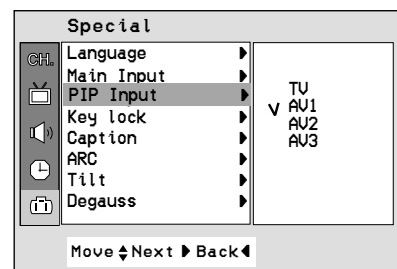 Special
CH.
Language
Main Input
PIP Input
Key lock
Caption
ARC
Tilt
Degauss
TV
V AV1
AV2
AV3
Move Next Back